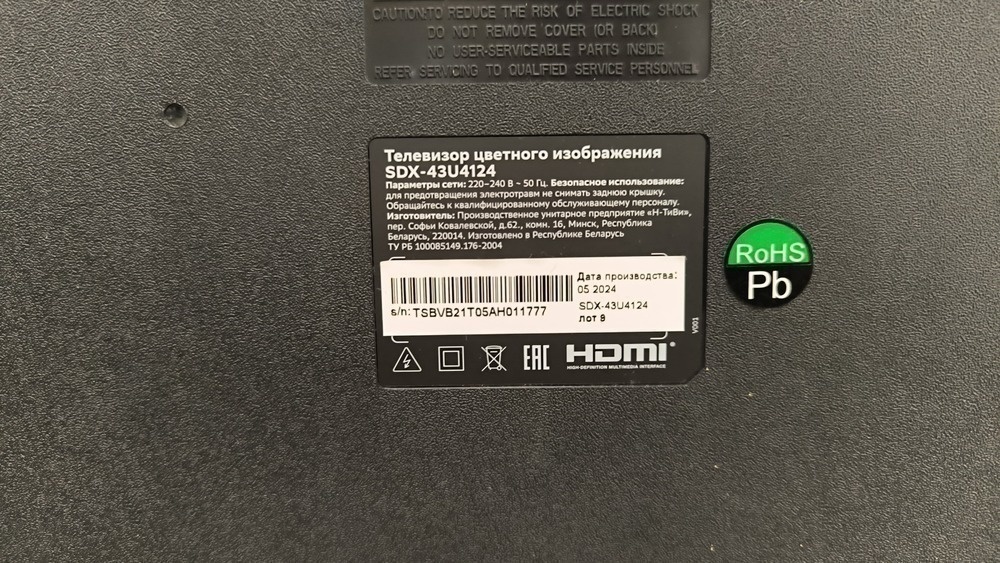 CAUTION:TO REDUCE THE RISK OF ELECTRIC SHOCK
DO NOT REMOVE COVER (OR BACK)
NO USER-SERVICEABLE PARTS INSIDE
REFER SERVICING TO QUALIFIED SERVICE PERSONNEL
Телевизор цветного изображения
SDX-43U4124
Параметры сети: 220–240 В ~ 50 Гц. Безопасное использование:
для предотвращения электротравм не снимать заднюю крышку.
Обращайтесь к квалифицированному обслуживающему персоналу.
Изготовитель: Производственное унитарное предприятие «Н-ТиВи»,
пер. Софьи Ковалевской, д.62., комн. 16, Минск, Республика
Беларусь, 220014. Изготовлено в Республике Беларусь
ТУ РБ 100085149.176-2004
Дата производства:
05 2024
s/n: TSBVB21T05AH011777
SDX-43U4124
лот 9
V001
EAC
HDMI
HIGH-DEFINITION MULTIMEDIA INTERFACE
RoHS
Pb